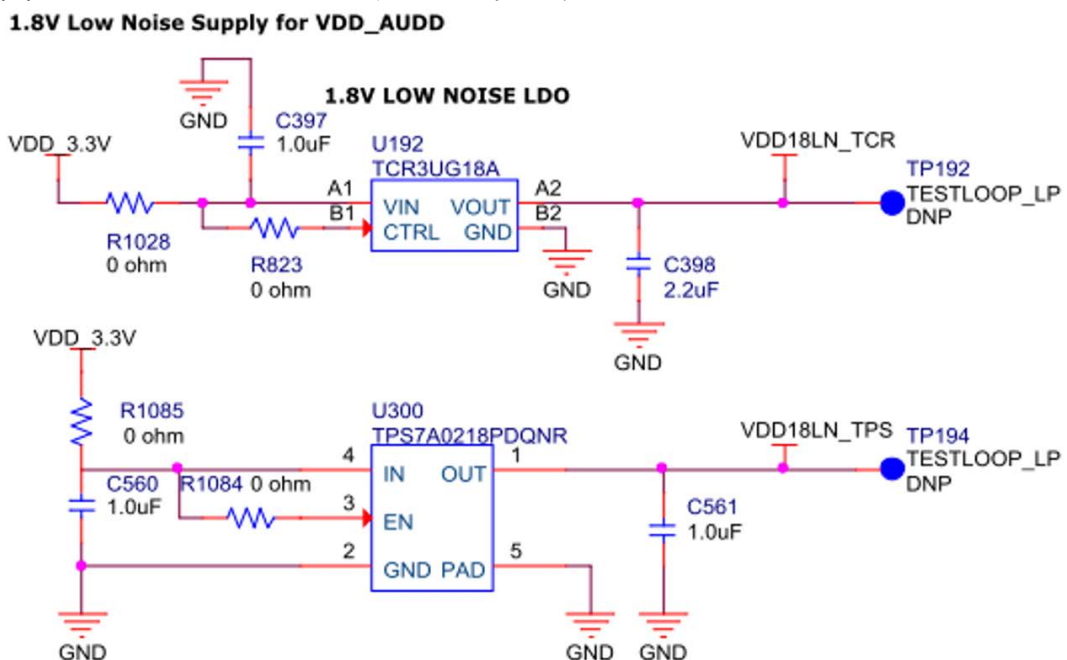 1.8V Low Noise Supply for VDD_AUDD
1.8V LOW NOISE LDO
GND
C397
1.0uF
VDD_3.3V
U192
TCR3UG18A
VDD18LN_TCR
TP192
TESTLOOP_LP
DNP
A1
A2
VIN
VOUT
B1
B2
CTRL
GND
R1028
0 ohm
R823
0 ohm
GND
C398
2.2uF
GND
VDD_3.3V
R1085
0 ohm
U300
TPS7A0218PDQNR
VDD18LN_TPS
TP194
TESTLOOP_LP
DNP
4
1
IN
OUT
C560
1.0uF
R1084 0 ohm
3
EN
C561
1.0uF
2
5
GND PAD
GND
GND
GND